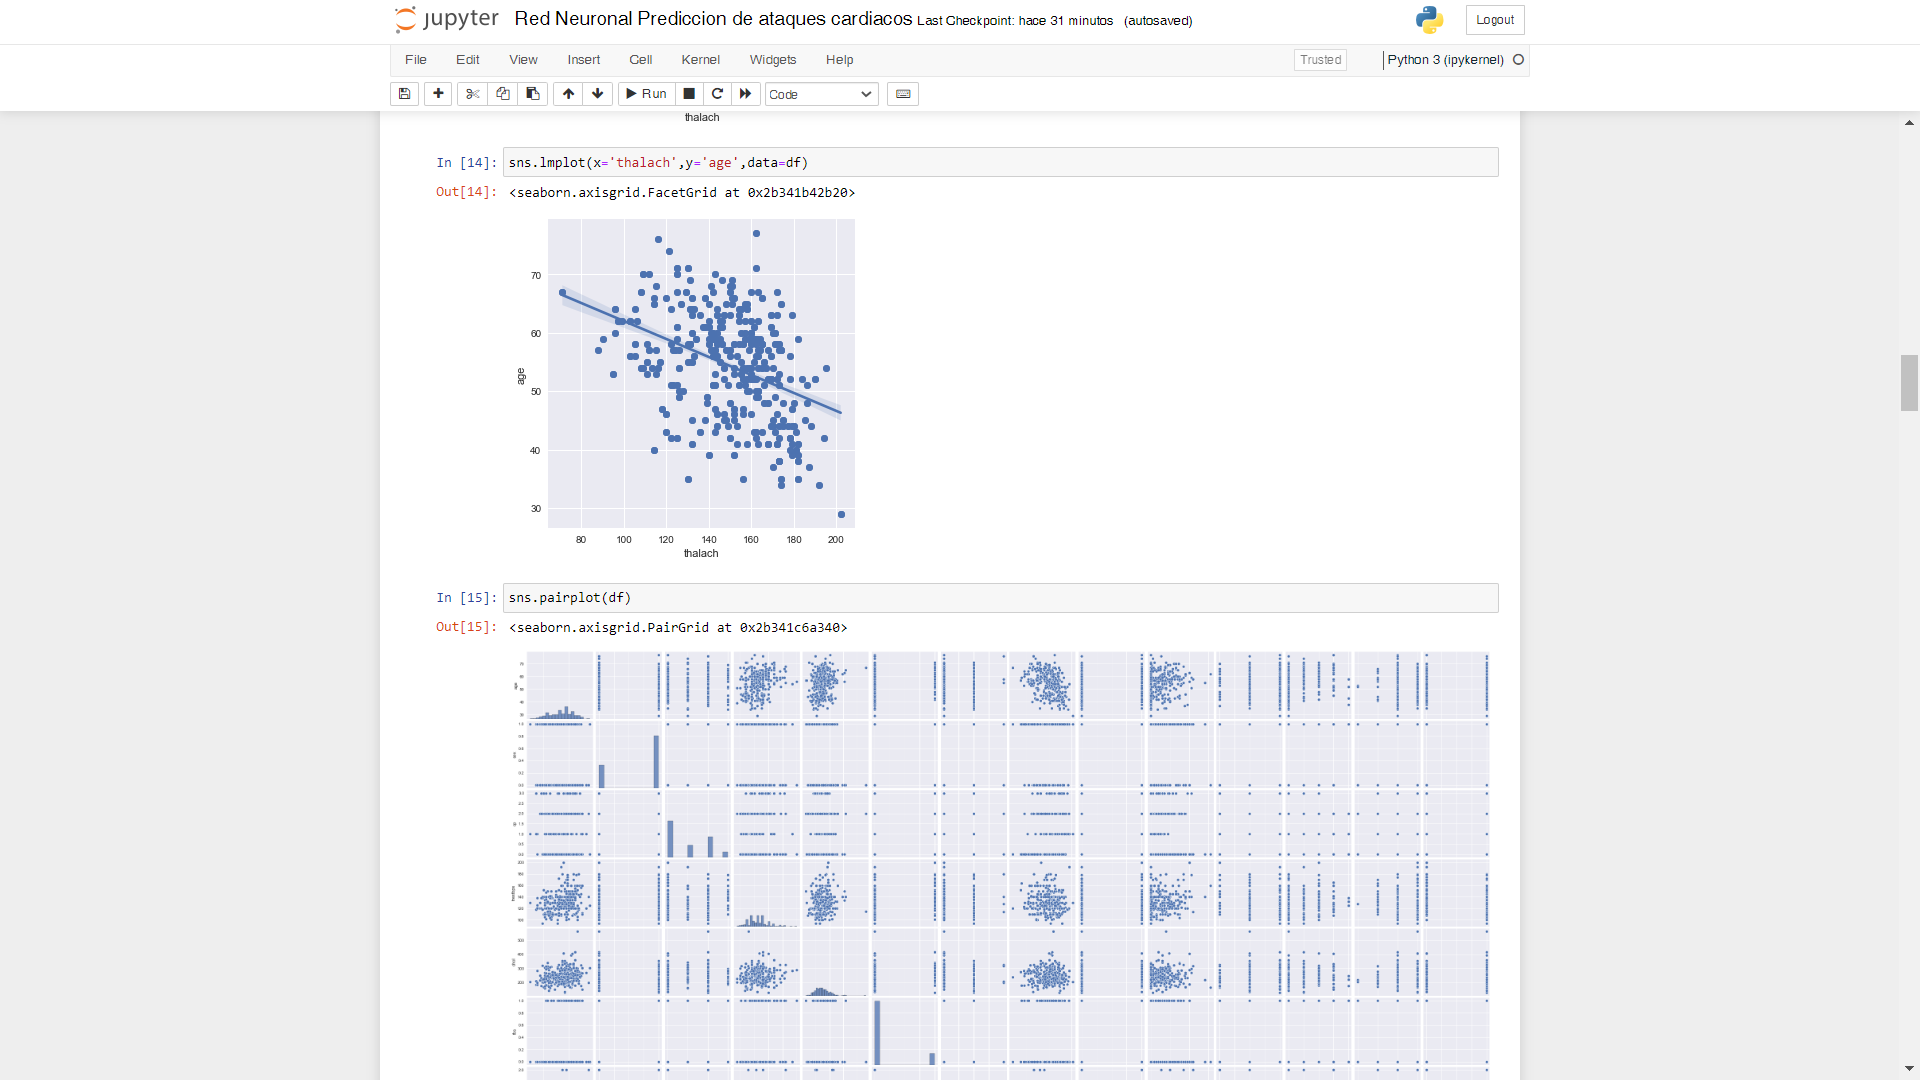 jupyter Red Neuronal Prediccion de ataques cardiacos Last Checkpoint: hace 31 minutos (autosaved)
Logout
File Edit View Insert Cell Kernel Widgets Help
Trusted
Python 3 (ipykernel)
Run
Code
thalach
In [14]: sns.lmplot(x='thalach',y='age',data=df)
Out[14]: <seaborn.axisgrid.FacetGrid at 0x2b341b42b20>
70
60
50
40
30
age
80 100 120 140 160 180 200
thalach
In [15]: sns.pairplot(df)
Out[15]: <seaborn.axisgrid.PairGrid at 0x2b341c6a340>